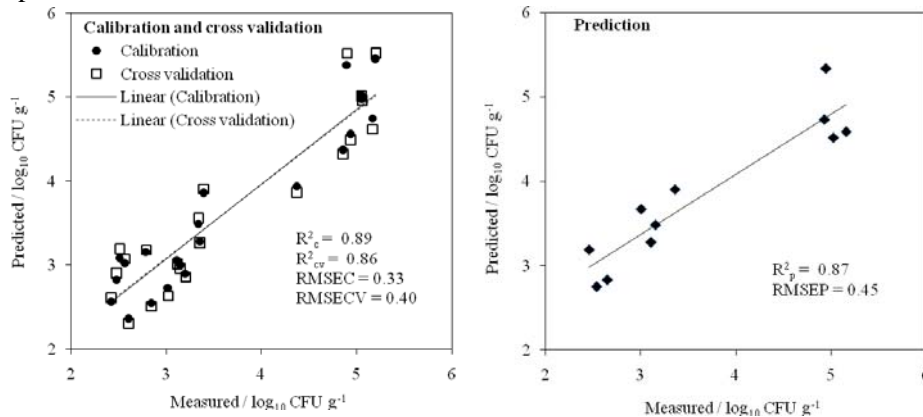 Calibration and cross validation
Calibration
Cross validation
Linear (Calibration)
Linear (Cross validation)
R²c = 0.89
R²cv = 0.86
RMSEC = 0.33
RMSECV = 0.40
6
5
4
3
2
2 3 4 5 6
Predicted / log10 CFU g-1
Measured / log10 CFU g-1
Prediction
R²p = 0.87
RMSEP = 0.45
6
5
4
3
2
2 3 4 5 6
Predicted / log10 CFU g-1
Measured / log10 CFU g-1